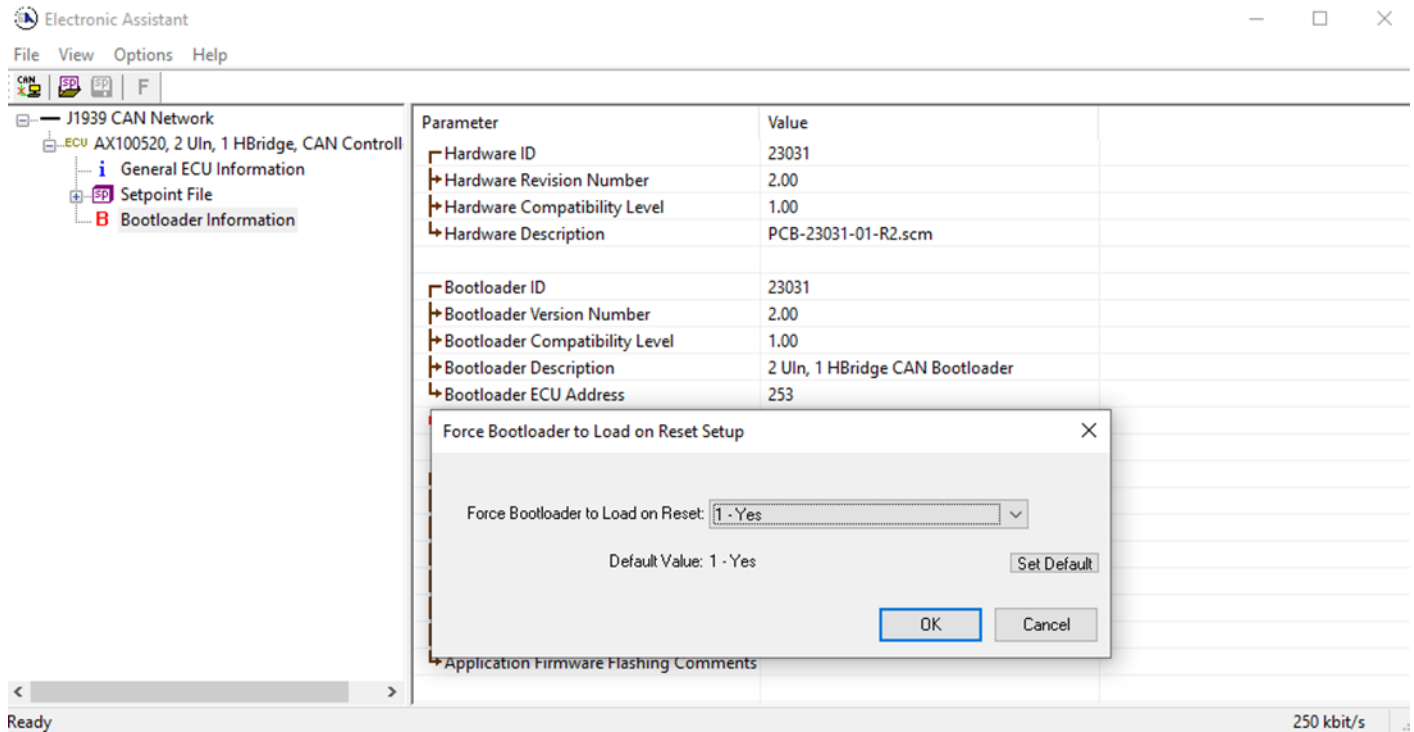 Electronic Assistant
File View Options Help
CAN SP SP F
J1939 CAN Network
ECU AX100520, 2 UIn, 1 HBridge, CAN Controll
i General ECU Information
SP Setpoint File
B Bootloader Information
Parameter Value
Hardware ID 23031
Hardware Revision Number 2.00
Hardware Compatibility Level 1.00
Hardware Description PCB-23031-01-R2.scm
Bootloader ID 23031
Bootloader Version Number 2.00
Bootloader Compatibility Level 1.00
Bootloader Description 2 UIn, 1 HBridge CAN Bootloader
Bootloader ECU Address 253
Force Bootloader to Load on Reset Setup
Force Bootloader to Load on Reset: 1 - Yes
Default Value: 1 - Yes Set Default
OK Cancel
Application Firmware Flashing Comments
Ready 250 kbit/s